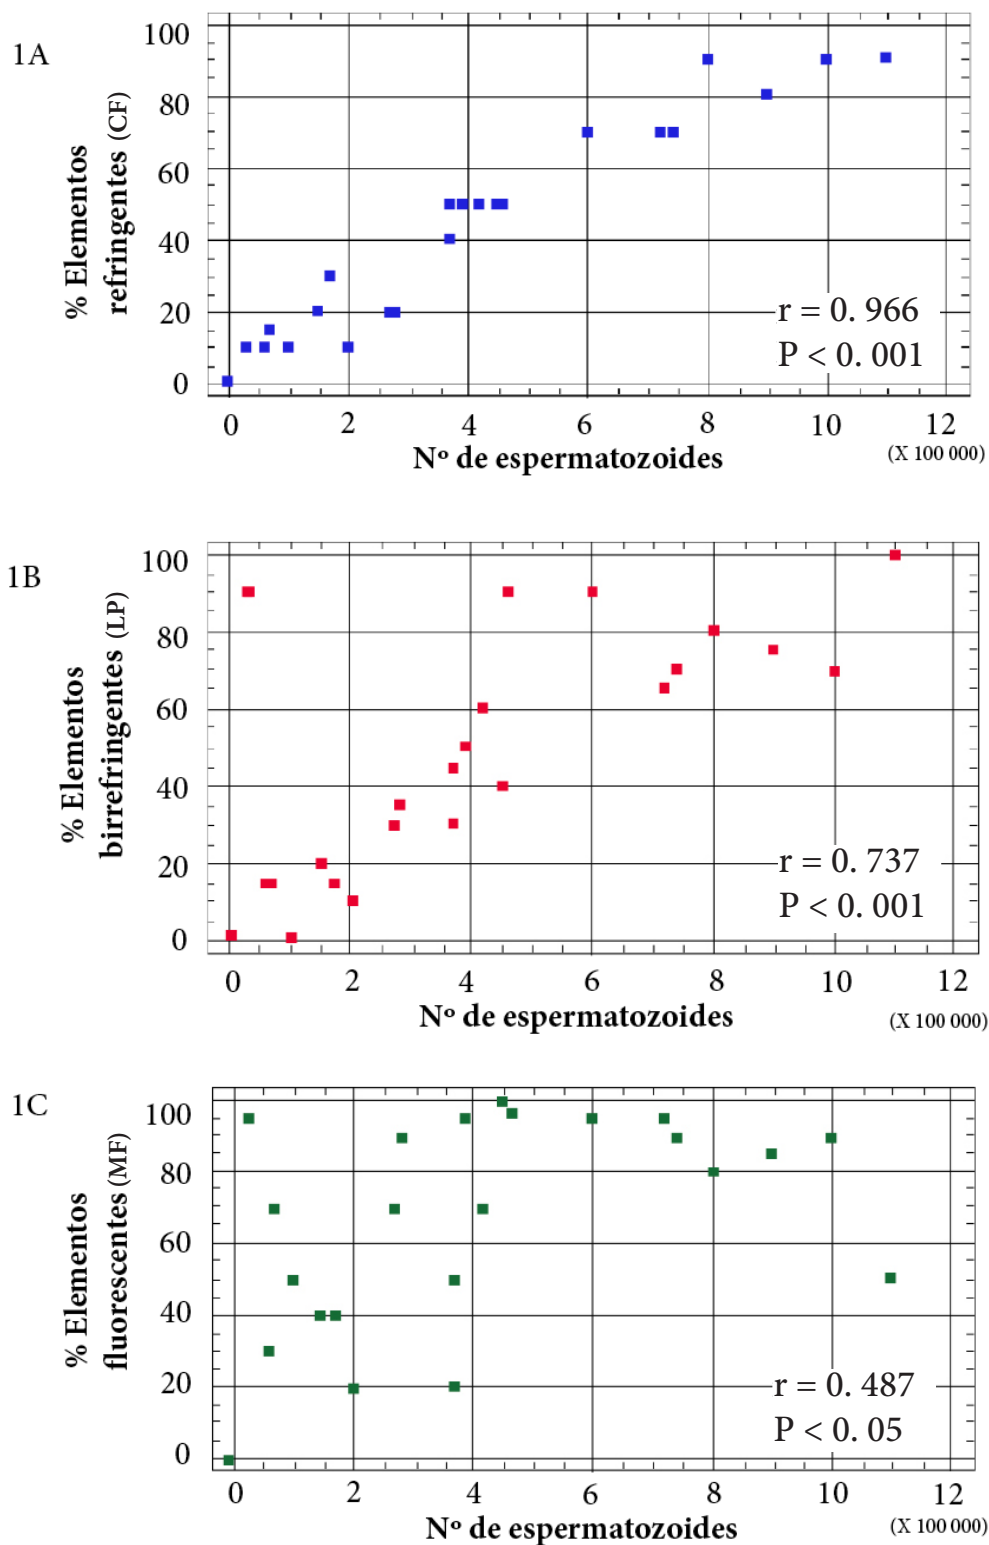 1A
% Elementos
refringentes (CF)
100
80
60
40
20
0
r = 0. 966
P < 0. 001
0 2 4 6 8 10 12
Nº de espermatozoides
(X 100 000)
1B
% Elementos
birrefringentes (LP)
100
80
60
40
20
0
r = 0. 737
P < 0. 001
0 2 4 6 8 10 12
Nº de espermatozoides
(X 100 000)
1C
% Elementos
fluorescentes (MF)
100
80
60
40
20
0
r = 0. 487
P < 0. 05
0 2 4 6 8 10 12
Nº de espermatozoides
(X 100 000)